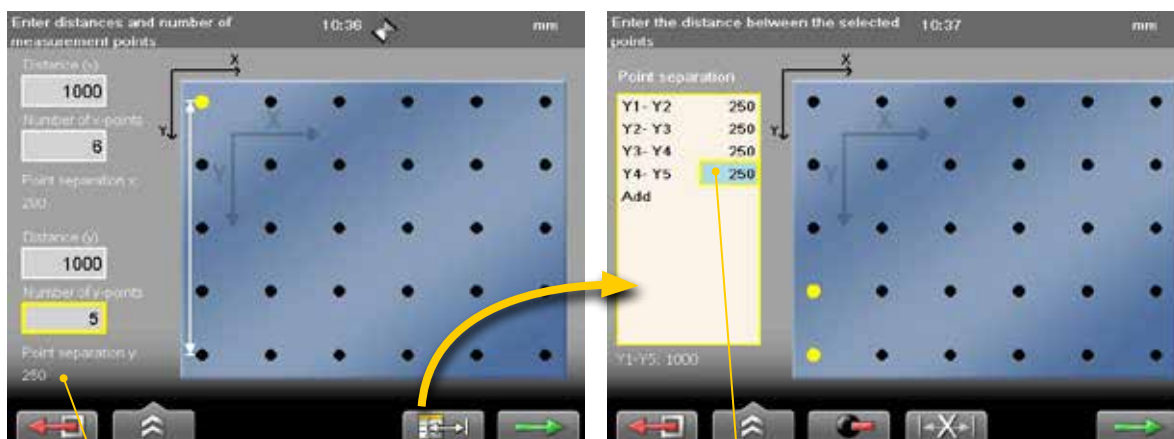 Enter distances and number of
measurement points
10:36
mm
Distance (x)
1000
Number of x-points
6
Point separation x:
200
Distance (y)
1000
Number of y-points
5
Point separation y:
250
X
Y
X
Y
Enter the distance between the selected
points
10:37
mm
Point separation
Y1- Y2 250
Y2- Y3 250
Y3- Y4 250
Y4- Y5 250
Add
Y1-Y5: 1000
X
Y
X
Y
X